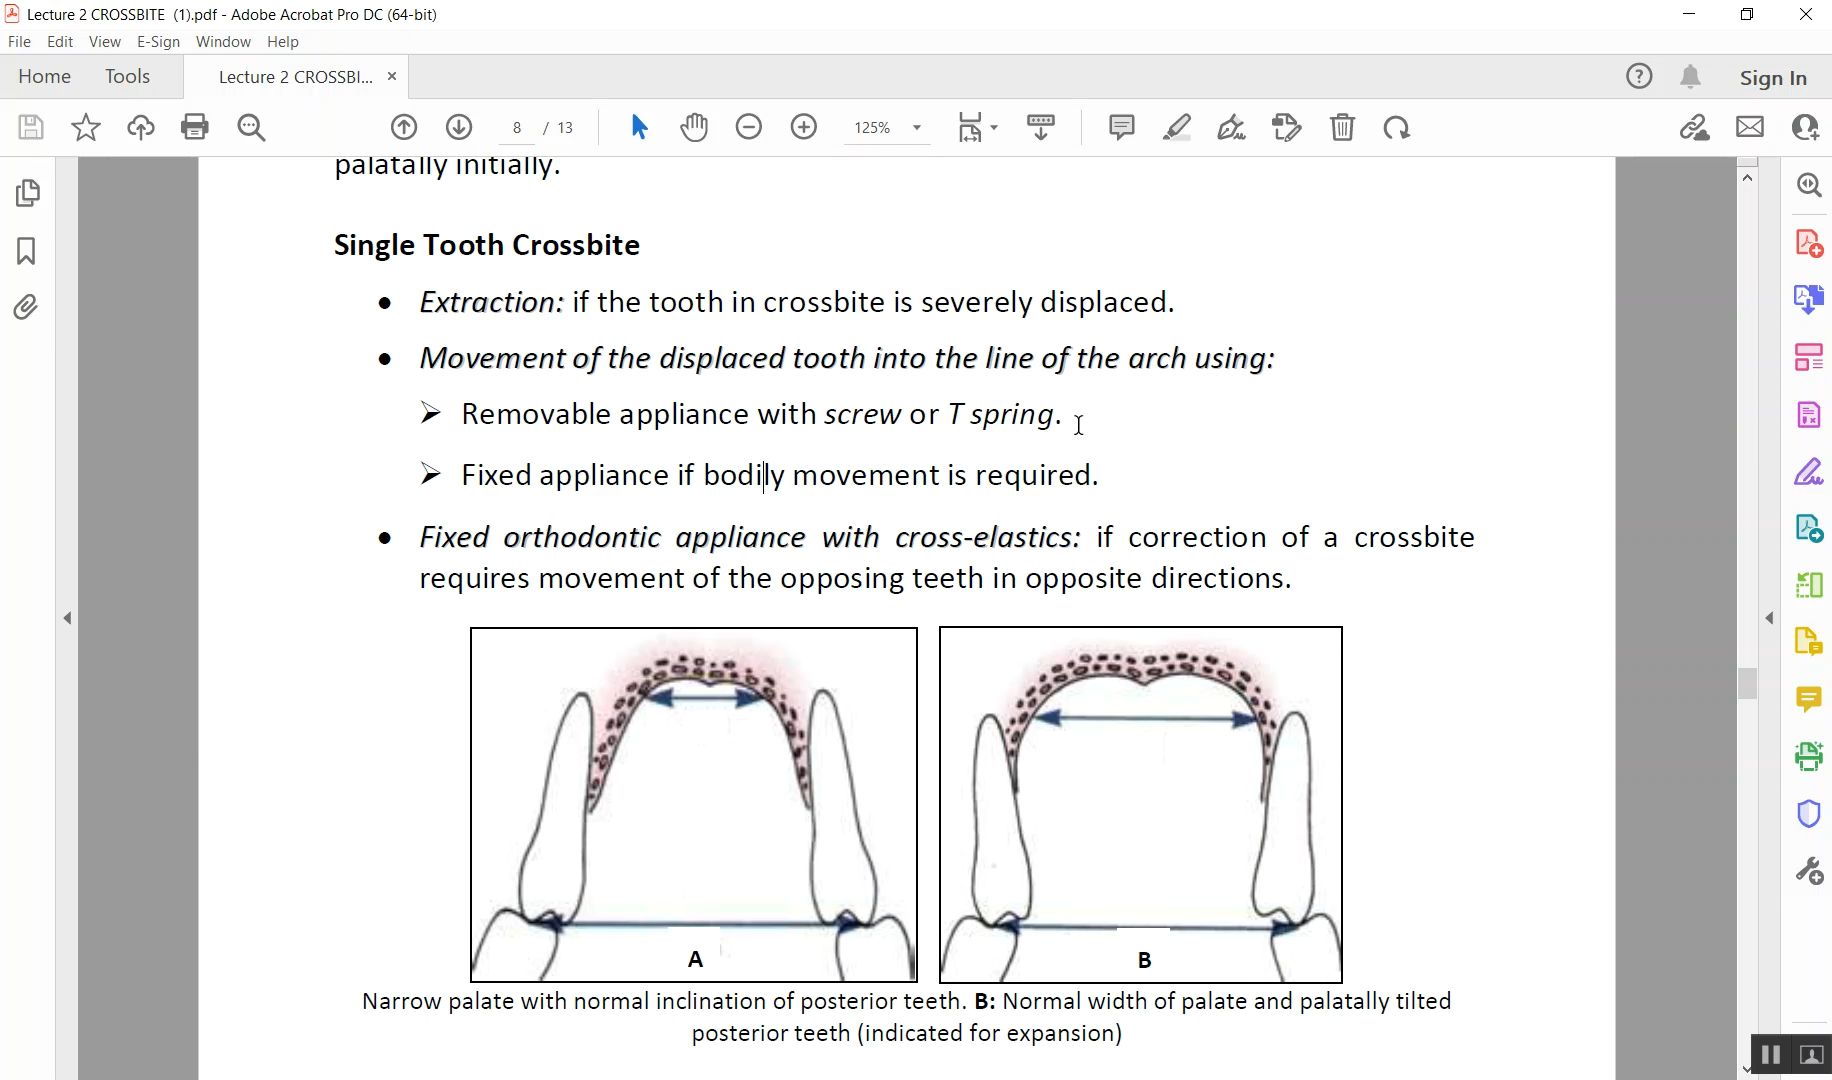 Lecture 2 CROSSBITE (1).pdf - Adobe Acrobat Pro DC (64-bit)
File Edit View E-Sign Window Help
Home Tools Lecture 2 CROSSBI... × Sign In
8 / 13 125%
palatally initially.
Single Tooth Crossbite
• Extraction: if the tooth in crossbite is severely displaced.
• Movement of the displaced tooth into the line of the arch using:
➢ Removable appliance with screw or T spring.
➢ Fixed appliance if bodily movement is required.
• Fixed orthodontic appliance with cross-elastics: if correction of a crossbite
requires movement of the opposing teeth in opposite directions.
A B
Narrow palate with normal inclination of posterior teeth. B: Normal width of palate and palatally tilted
posterior teeth (indicated for expansion)